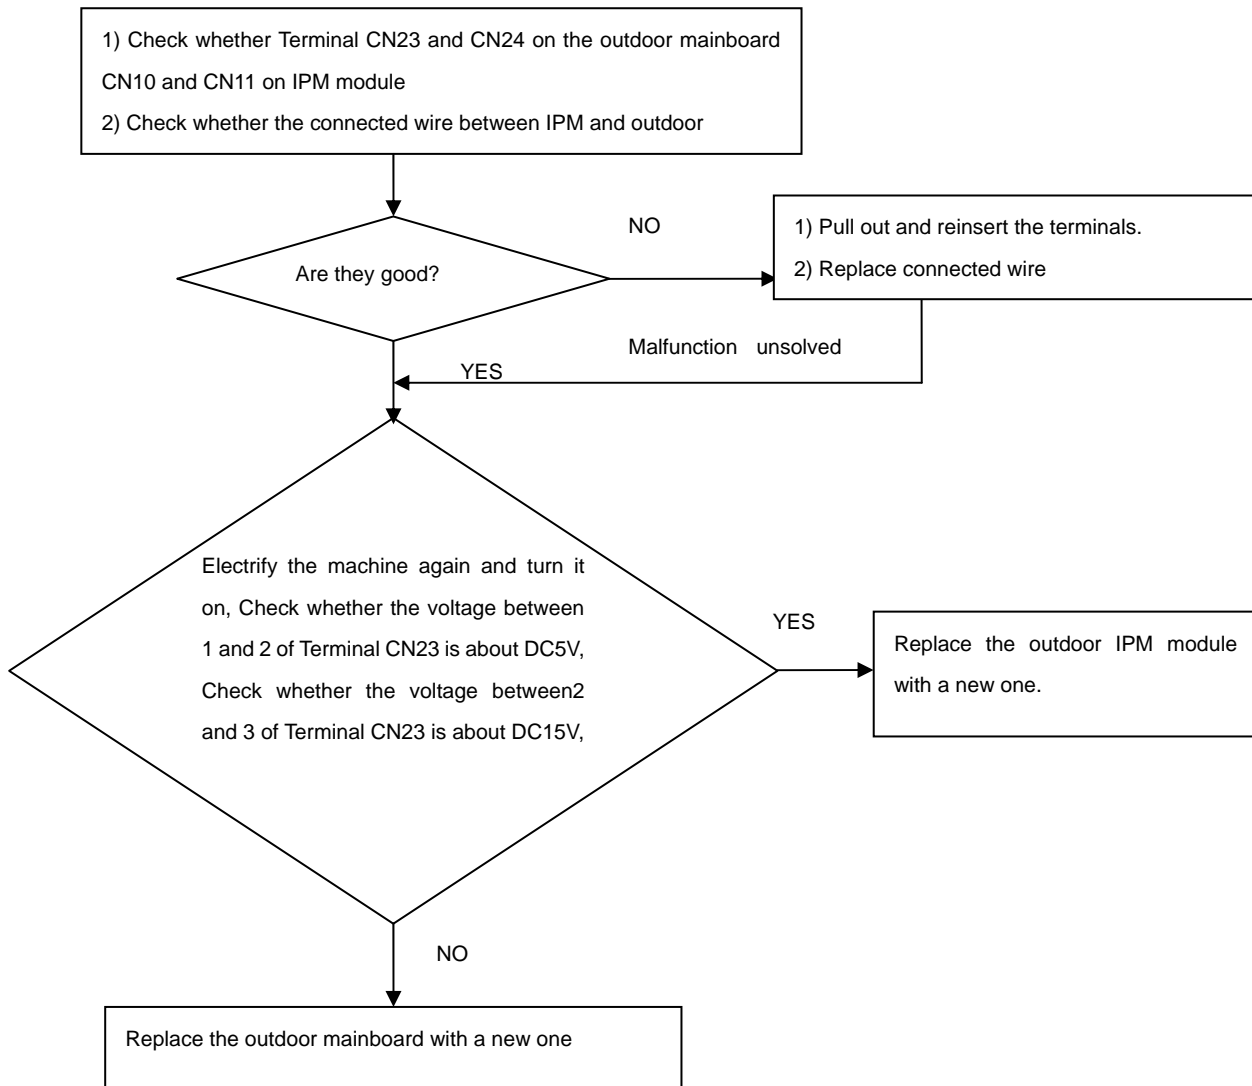 1) Check whether Terminal CN23 and CN24 on the outdoor mainboard
CN10 and CN11 on IPM module
2) Check whether the connected wire between IPM and outdoor
NO
1) Pull out and reinsert the terminals.
2) Replace connected wire
Are they good?
Malfunction unsolved
YES
Electrify the machine again and turn it
on, Check whether the voltage between
1 and 2 of Terminal CN23 is about DC5V,
Check whether the voltage between2
and 3 of Terminal CN23 is about DC15V,
YES
Replace the outdoor IPM module
with a new one.
NO
Replace the outdoor mainboard with a new one